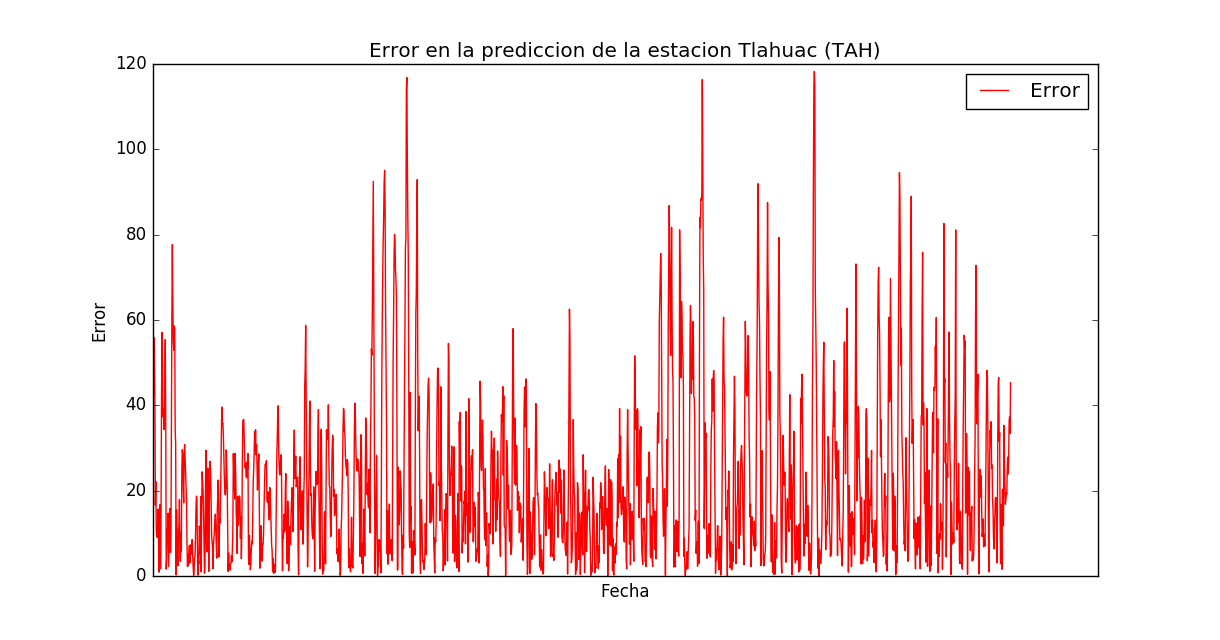 Error en la prediccion de la estacion Tlahuac (TAH)
120
100
80
60
40
20
0
Error
Error
Fecha